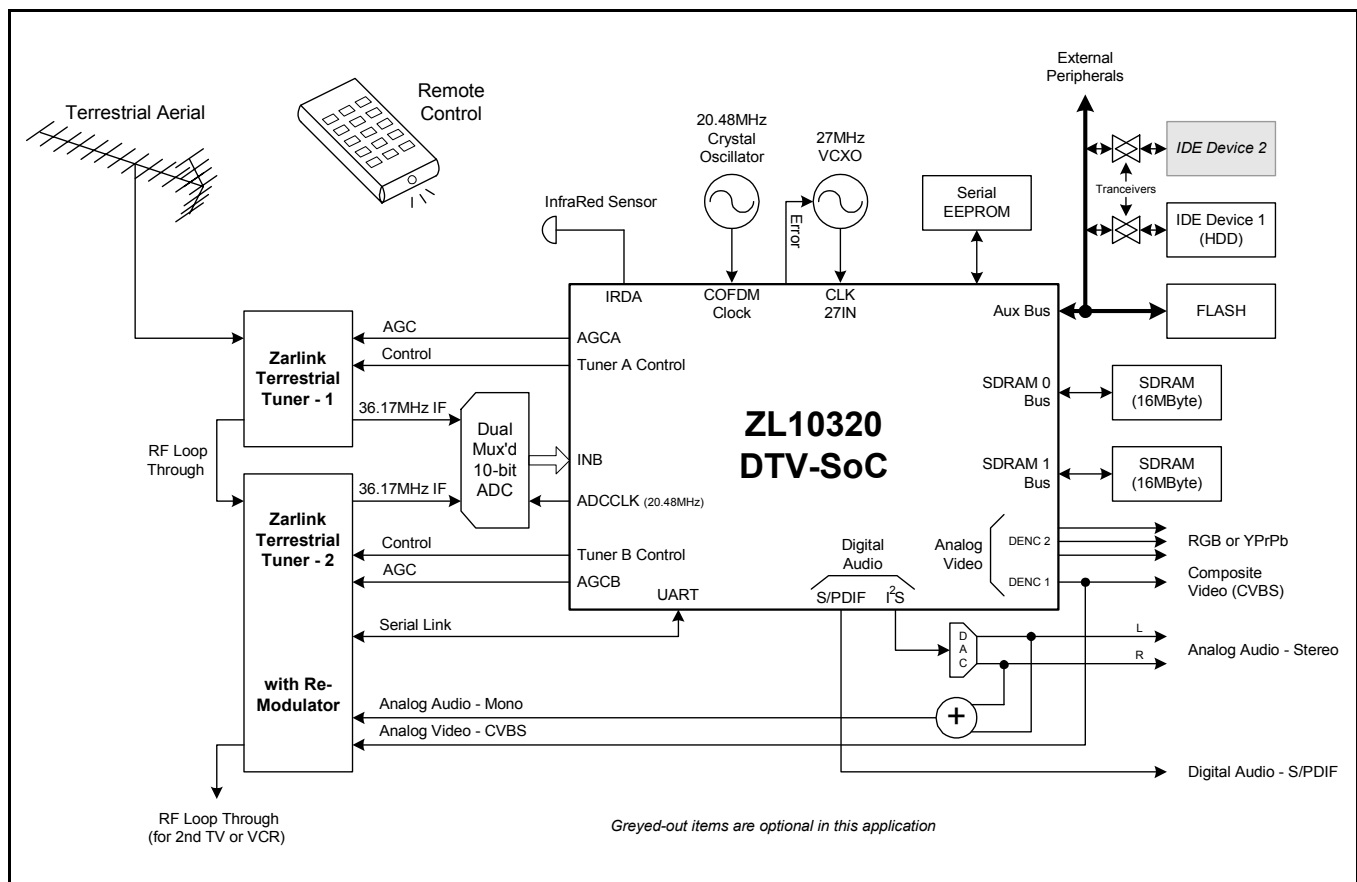 External
Peripherals
Remote
Control
Terrestrial Aerial
20.48MHz
Crystal
Oscillator
27MHz
VCXO
IDE Device 2
Tranceivers
InfraRed Sensor
Error
Serial
EEPROM
IDE Device 1
(HDD)
IRDA
COFDM
Clock
CLK
27IN
Aux Bus
FLASH
AGC
AGCA
Control
Tuner A Control
Zarlink
Terrestrial
Tuner - 1
SDRAM 0
Bus
SDRAM
(16MByte)
36.17MHz IF
Dual
Mux'd
10-bit
ADC
ZL10320
DTV-SoC
RF Loop
Through
INB
SDRAM 1
Bus
SDRAM
(16MByte)
36.17MHz IF
ADCCLK (20.48MHz)
Zarlink
Terrestrial
Tuner - 2
Control
Tuner B Control
Digital
Audio
Analog
Video
DENC 2
RGB or YPrPb
AGC
AGCB
DENC 1
Composite
Video (CVBS)
UART
S/PDIF
I2S
Serial Link
DAC
L
R
Analog Audio - Stereo
with Re-
Modulator
Analog Audio - Mono
+
Analog Video - CVBS
Digital Audio - S/PDIF
RF Loop Through
(for 2nd TV or VCR)
Greyed-out items are optional in this application